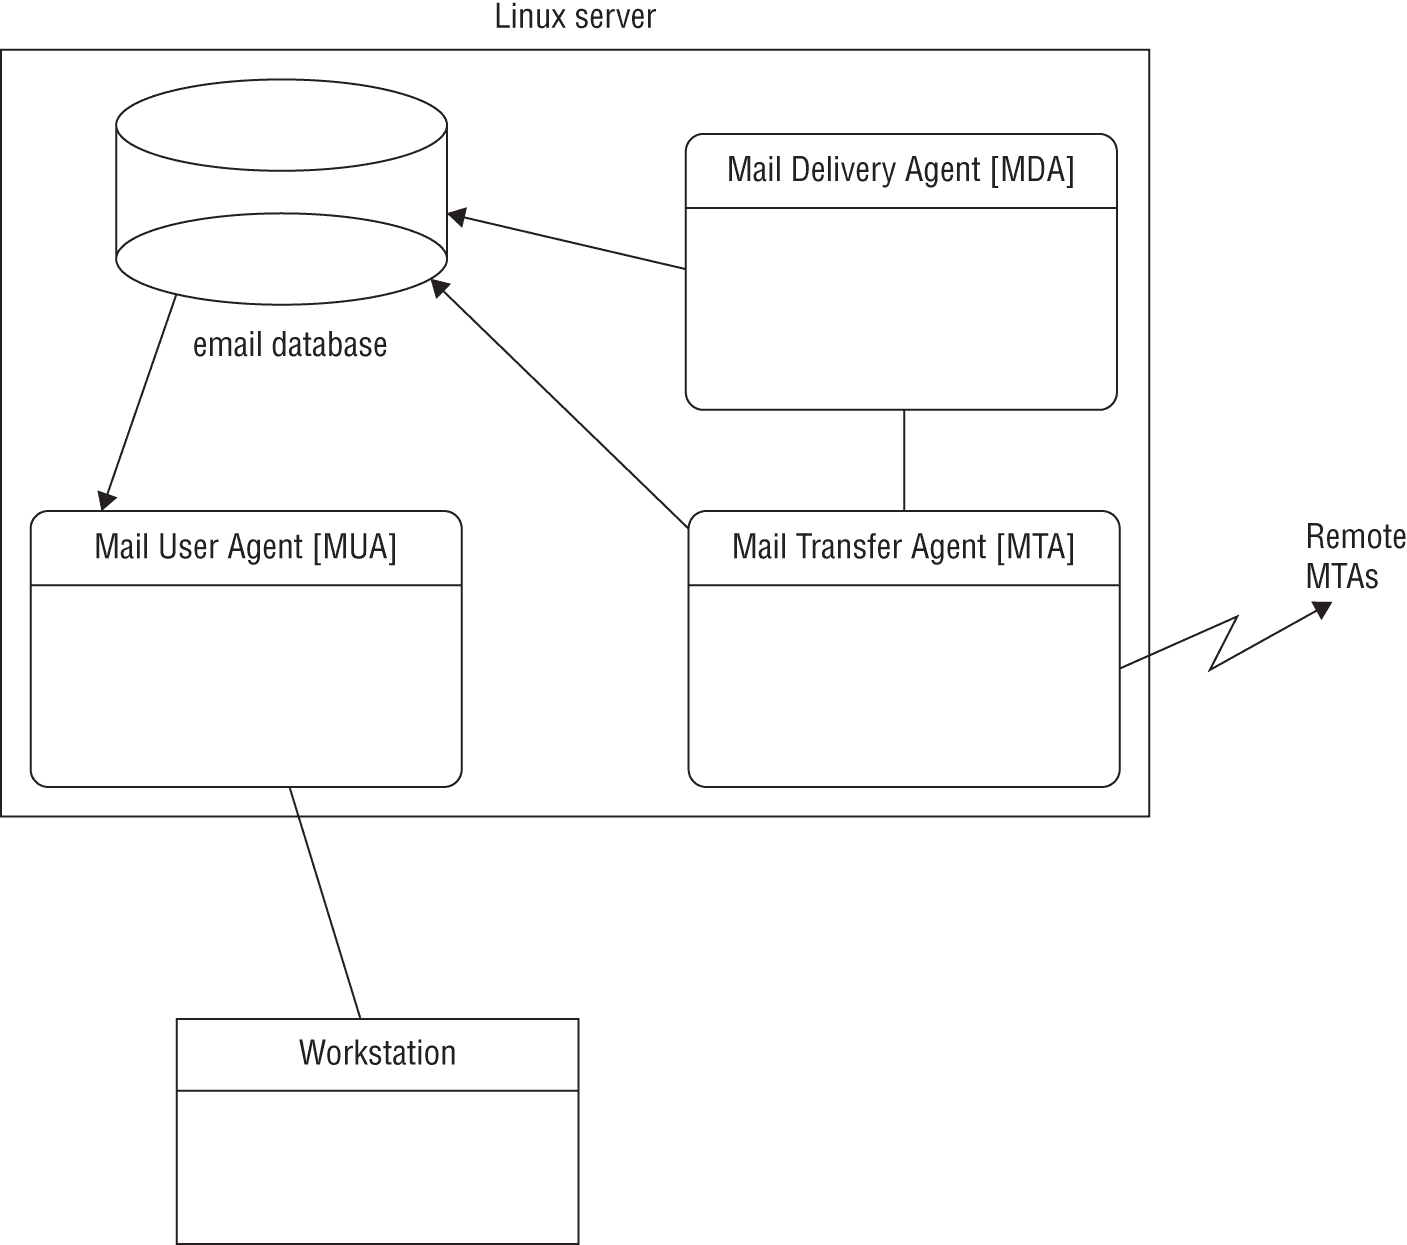 Linux server
Mail Delivery Agent [MDA]
email database
Mail User Agent [MUA]
Mail Transfer Agent [MTA]
Remote
MTAs
Workstation